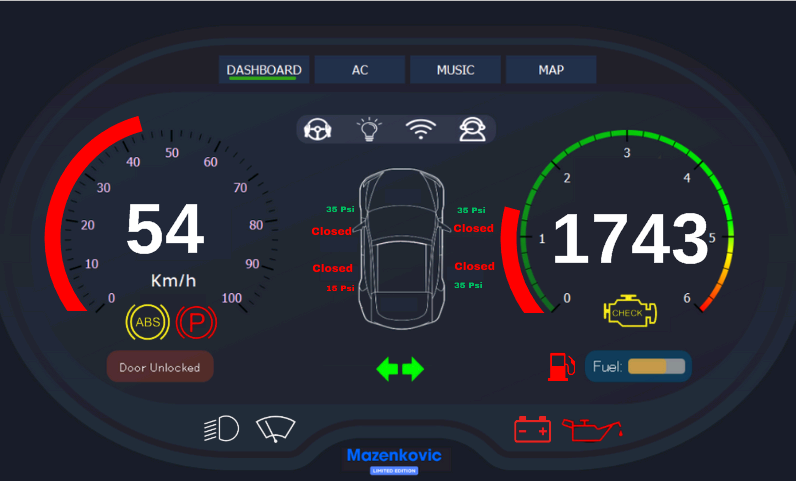 DASHBOARD
AC
MUSIC
MAP
0
10
20
30
40
50
60
70
80
90
100
54
Km/h
ABS
P
Door Unlocked
35 Psi
Closed
Closed
15 Psi
35 Psi
Closed
Closed
35 Psi
0
1
2
3
4
5
6
1743
CHECK
Fuel:
Mazenkovic
LIMITED EDITION